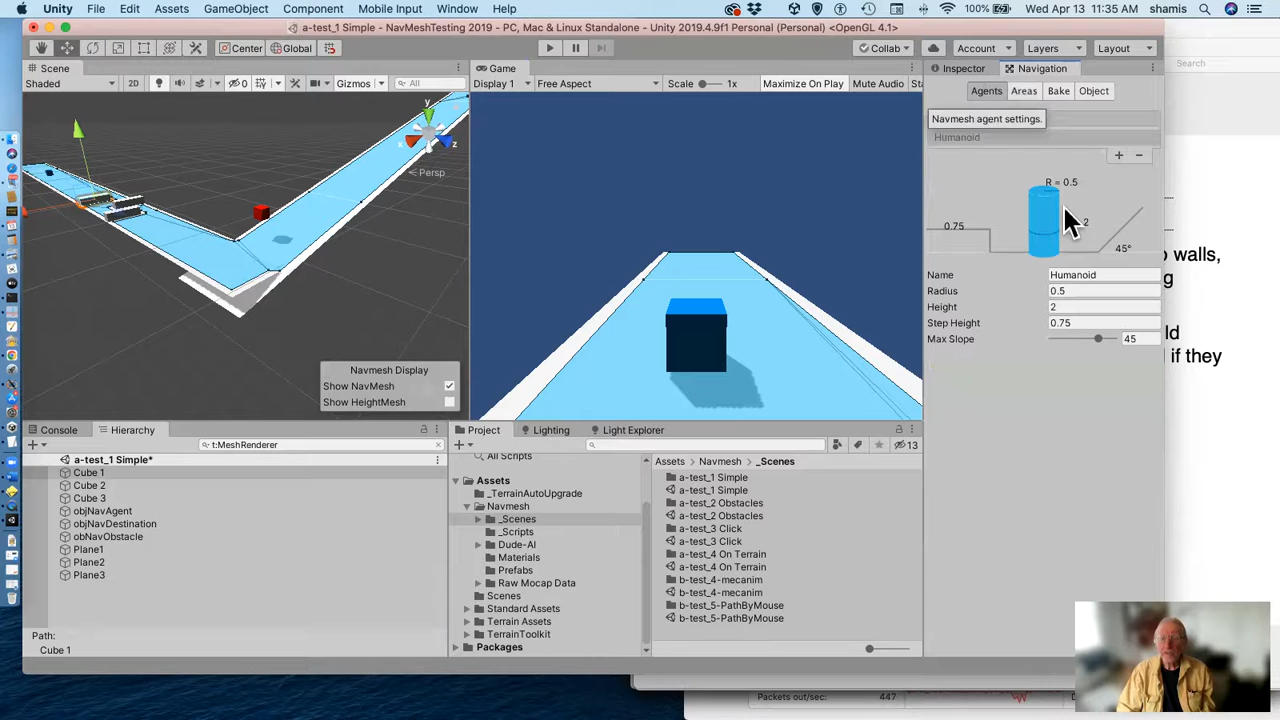 Unity File Edit Assets GameObject Component Mobile Input Window Help 100% Wed Apr 13 11:35 AM shamis
a-test_1 Simple - NavMeshTesting 2019 - PC, Mac & Linux Standalone - Unity 2019.4.9f1 Personal (Personal) <OpenGL 4.1>
Center Global Collab Account Layers Layout
Scene Game Inspector Navigation Search
Shaded 2D 0 Gizmos All Display 1 Free Aspect Scale 1x Maximize On Play Mute Audio Sta
Agents Areas Bake Object
Navmesh agent settings.
Humanoid
y
x
z
Persp
R = 0.5
2
0.75
45°
o walls,
g
Name Humanoid
Radius 0.5
Height 2
Step Height 0.75
Max Slope 45
ld
if they
Navmesh Display
Show NavMesh
Show HeightMesh
Console Hierarchy
t:MeshRenderer
a-test_1 Simple*
Cube 1
Cube 2
Cube 3
objNavAgent
objNavDestination
obNavObstacle
Plane1
Plane2
Plane3
Path:
Cube 1
Project Lighting Light Explorer
13
All Scripts
Assets
_TerrainAutoUpgrade
Navmesh
_Scenes
_Scripts
Dude-AI
Materials
Prefabs
Raw Mocap Data
Scenes
Standard Assets
Terrain Assets
TerrainToolkit
Packages
Assets Navmesh _Scenes
a-test_1 Simple
a-test_1 Simple
a-test_2 Obstacles
a-test_2 Obstacles
a-test_3 Click
a-test_3 Click
a-test_4 On Terrain
a-test_4 On Terrain
b-test_4-mecanim
b-test_4-mecanim
b-test_5-PathByMouse
b-test_5-PathByMouse
Packets out/sec: 447